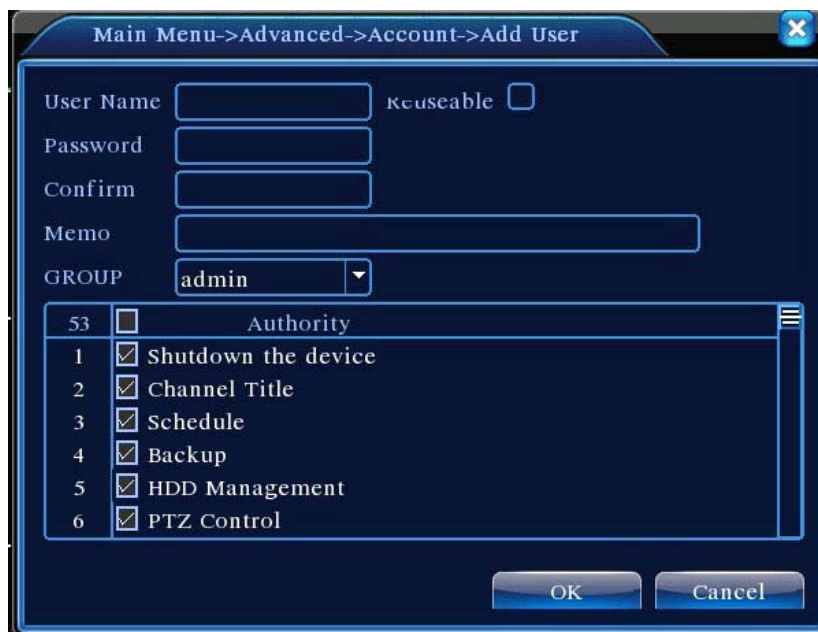 Main Menu->Advanced->Account->Add User
User Name
Reuseable
Password
Confirm
Memo
GROUP admin
53 Authority
1 Shutdown the device
2 Channel Title
3 Schedule
4 Backup
5 HDD Management
6 PTZ Control
OK Cancel